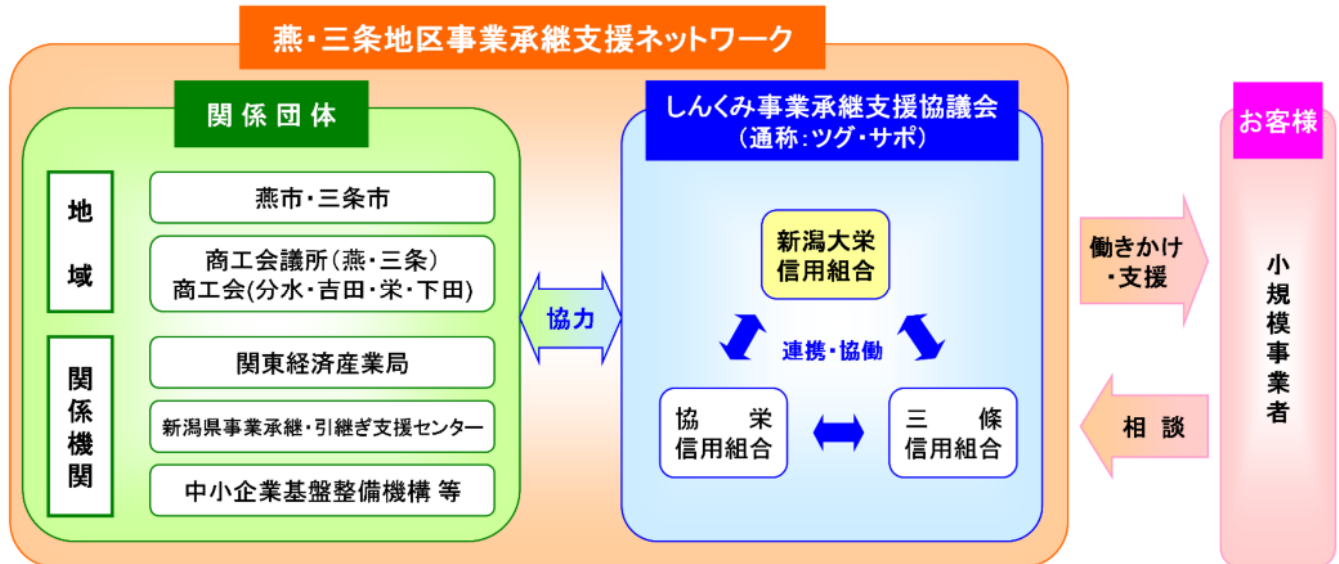 燕・三条地区事業承継支援ネットワーク
関係団体
地域
燕市・三条市
商工会議所(燕・三条)
商工会(分水・吉田・栄・下田)
関係機関
関東経済産業局
新潟県事業承継・引継ぎ支援センター
中小企業基盤整備機構 等
協力
しんくみ事業承継支援協議会
(通称:ツグ・サポ)
新潟大栄
信用組合
連携・協働
協 栄
信用組合
三 條
信用組合
働きかけ
・支援
相 談
お客様
小規模事業者